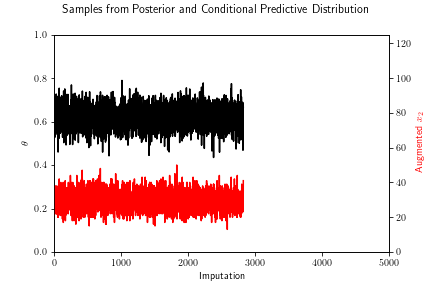 Samples from Posterior and Conditional Predictive Distribution
1.0
0.8
0.6
0.4
0.2
0.0
θ
0 1000 2000 3000 4000 5000
Imputation
120
100
80
60
40
20
0
Augmented x₂